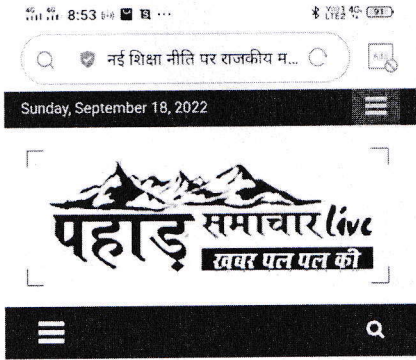 8:53
नई शिक्षा नीति पर राजकीय म...
Sunday, September 18, 2022
पहाड़ समाचार live
खबर पल पल की